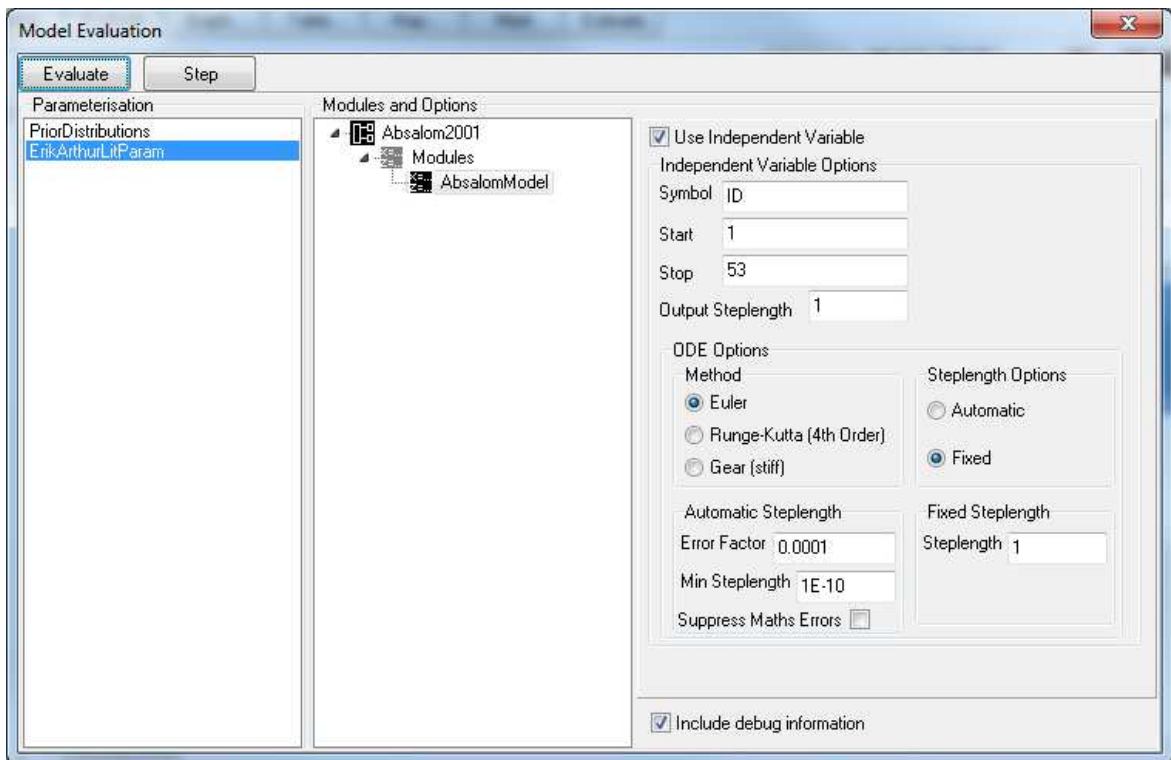 Model Evaluation
Evaluate
Step
Parameterisation
PriorDistributions
ErikArthurLitParam
Modules and Options
Absalom2001
Modules
AbsalomModel
Use Independent Variable
Independent Variable Options
Symbol ID
Start 1
Stop 53
Output Steplength 1
ODE Options
Method
Euler
Runge-Kutta (4th Order)
Gear (stiff)
Steplength Options
Automatic
Fixed
Automatic Steplength
Error Factor 0.0001
Min Steplength 1E-10
Suppress Maths Errors
Fixed Steplength
Steplength 1
Include debug information